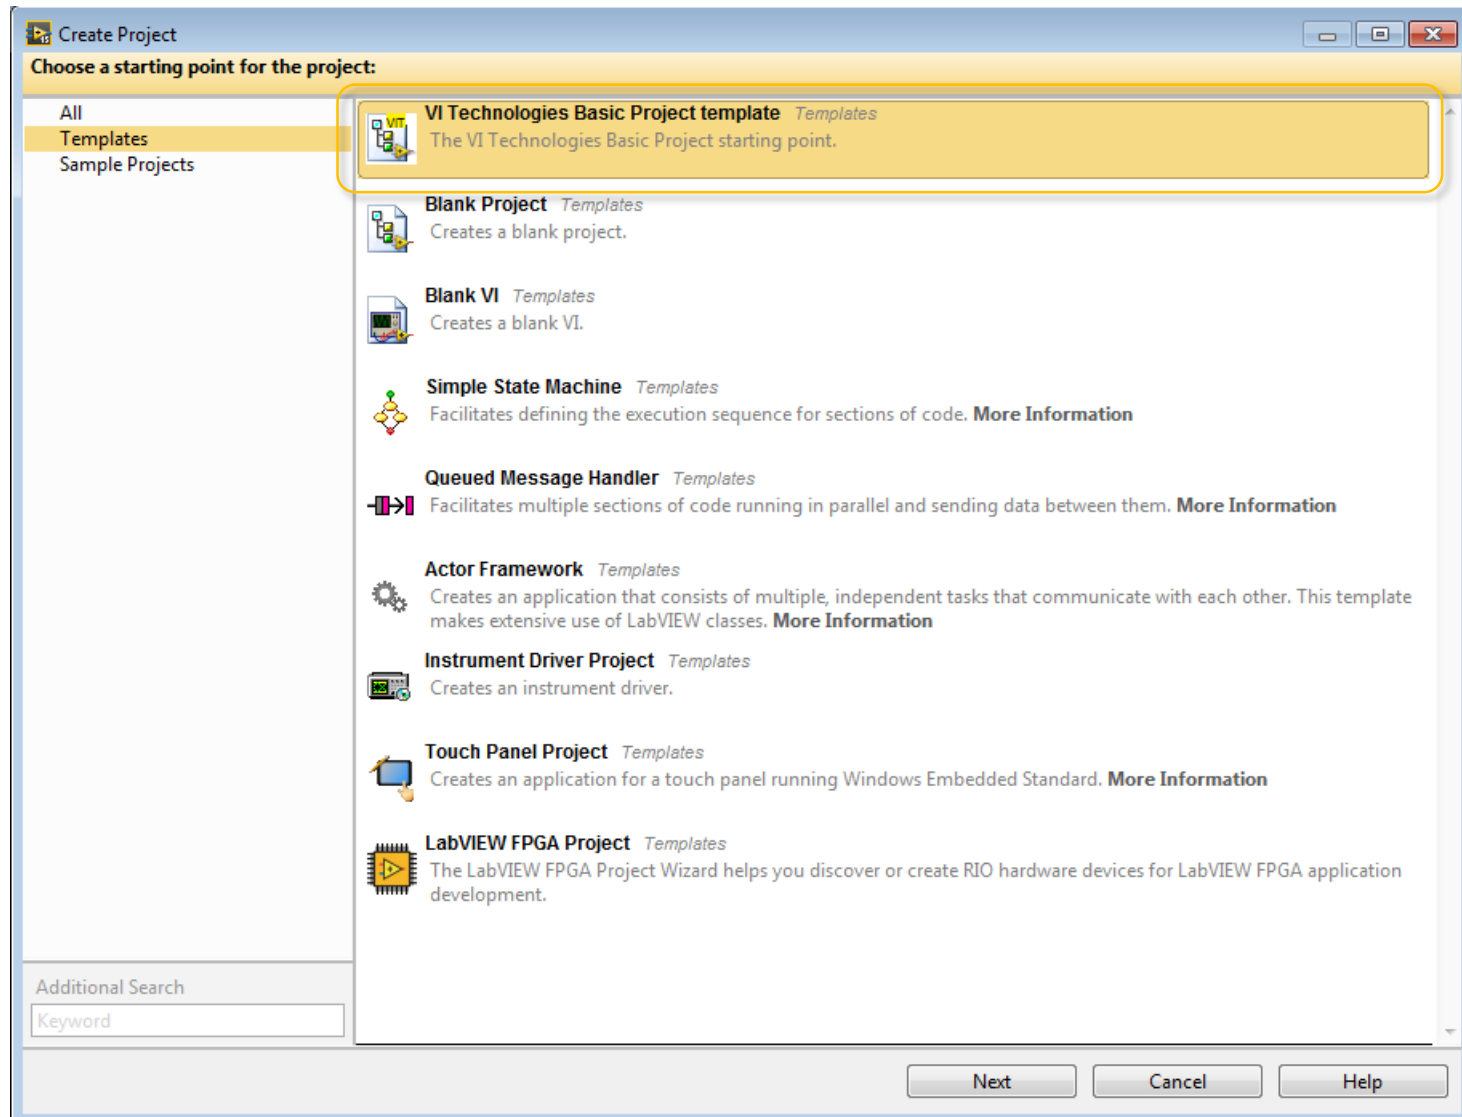 Create Project
Choose a starting point for the project:
All
Templates
Sample Projects
VI Technologies Basic Project template Templates
The VI Technologies Basic Project starting point.
Blank Project Templates
Creates a blank project.
Blank VI Templates
Creates a blank VI.
Simple State Machine Templates
Facilitates defining the execution sequence for sections of code. More Information
Queued Message Handler Templates
Facilitates multiple sections of code running in parallel and sending data between them. More Information
Actor Framework Templates
Creates an application that consists of multiple, independent tasks that communicate with each other. This template
makes extensive use of LabVIEW classes. More Information
Instrument Driver Project Templates
Creates an instrument driver.
Touch Panel Project Templates
Creates an application for a touch panel running Windows Embedded Standard. More Information
LabVIEW FPGA Project Templates
The LabVIEW FPGA Project Wizard helps you discover or create RIO hardware devices for LabVIEW FPGA application
development.
Additional Search
Keyword
Next
Cancel
Help
VIT
15